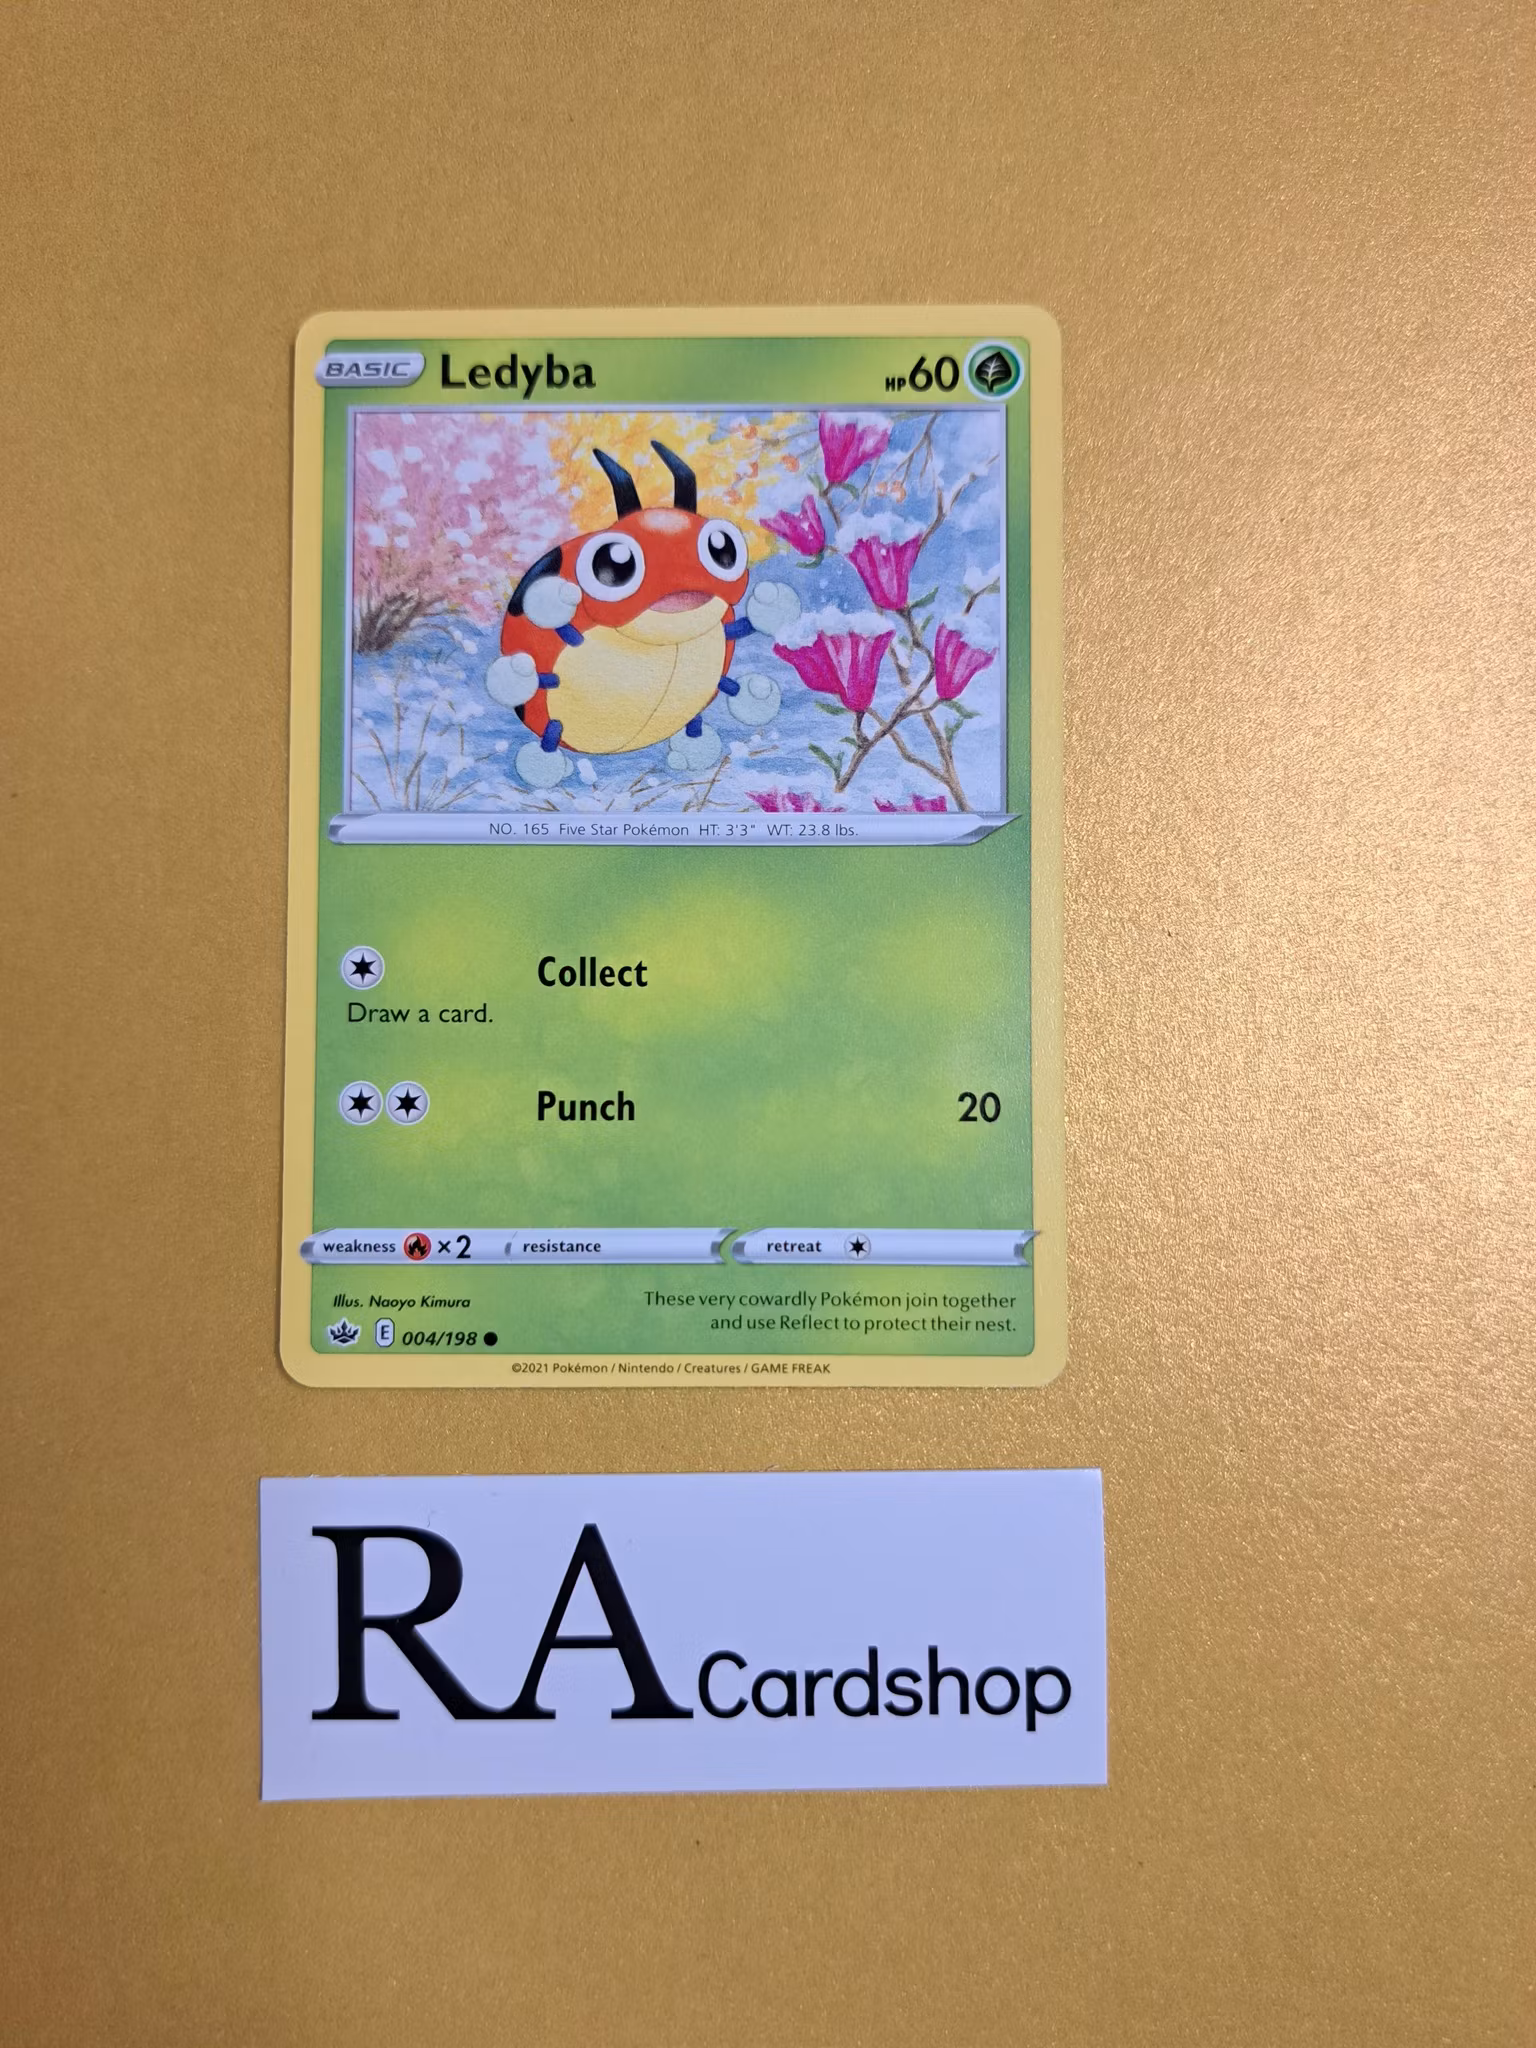 BASIC Ledyba HP 60
NO. 165 Five Star Pokémon HT: 3'3" WT: 23.8 lbs.
Collect
Draw a card.
Punch 20
weakness ×2 resistance retreat
Illus. Naoyo Kimura
These very cowardly Pokémon join together
and use Reflect to protect their nest.
E 004/198
©2021 Pokémon / Nintendo / Creatures / GAME FREAK
RA Cardshop